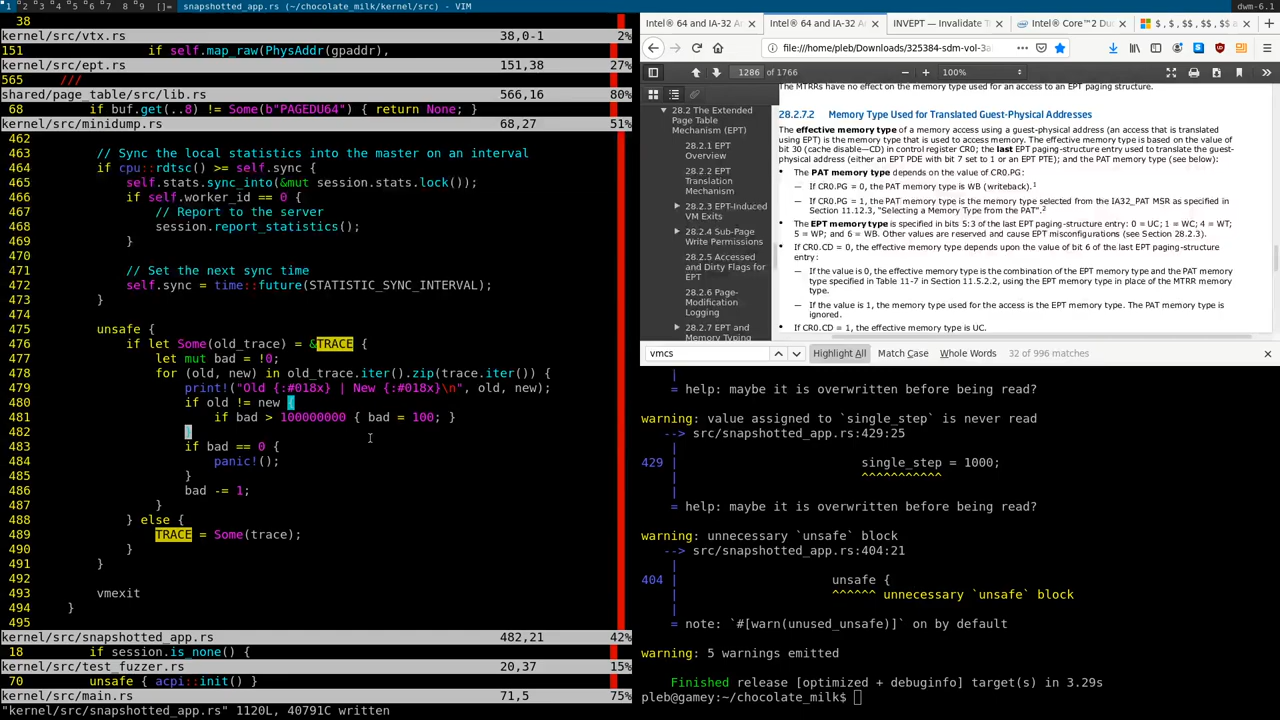 1 2 3 4 5 6 7 8 9 []= snapshotted_app.rs (~/chocolate_milk/kernel/src) - VIM
dwm-6.1
38
kernel/src/vtx.rs 38,0-1 2%
151 if self.map_raw(PhysAddr(gpaddr),
kernel/src/ept.rs 151,38 27%
565 ///
shared/page_table/src/lib.rs 566,16 80%
68 if buf.get(..8) != Some(b"PAGEDU64") { return None; }
kernel/src/minidump.rs 68,27 51%
462
463 // Sync the local statistics into the master on an interval
464 if cpu::rdtsc() >= self.sync {
465 self.stats.sync_into(&mut session.stats.lock());
466 if self.worker_id == 0 {
467 // Report to the server
468 session.report_statistics();
469 }
470
471 // Set the next sync time
472 self.sync = time::future(STATISTIC_SYNC_INTERVAL);
473 }
474
475 unsafe {
476 if let Some(old_trace) = &TRACE {
477 let mut bad = !0;
478 for (old, new) in old_trace.iter().zip(trace.iter()) {
479 print!("Old {:#018x} | New {:#018x}\n", old, new);
480 if old != new {
481 if bad > 100000000 { bad = 100; }
482 }
483 if bad == 0 {
484 panic!();
485 }
486 bad -= 1;
487 }
488 } else {
489 TRACE = Some(trace);
490 }
491 }
492
493 vmexit
494 }
495
kernel/src/snapshotted_app.rs 482,21 42%
18 if session.is_none() {
kernel/src/test_fuzzer.rs 20,37 15%
70 unsafe { acpi::init() }
kernel/src/main.rs 71,5 75%
"kernel/src/snapshotted_app.rs" 1120L, 40791C written
Intel® 64 and IA-32 A
Intel® 64 and IA-32 Ar
INVEPT — Invalidate T
Intel® Core™2 Du
$ , $ , $$ , $$ , $$
file:///home/pleb/Downloads/325384-sdm-vol-3a
1286 of 1766
100%
28.2 The Extended
Page Table
Mechanism (EPT)
28.2.1 EPT
Overview
28.2.2 EPT
Translation
Mechanism
28.2.3 EPT-Induced
VM Exits
28.2.4 Sub-Page
Write Permissions
28.2.5 Accessed
and Dirty Flags for
EPT
28.2.6 Page-
Modification
Logging
28.2.7 EPT and
Memory Typing
The MTRRs have no effect on the memory type used for an access to an EPT paging structure.
28.2.7.2 Memory Type Used for Translated Guest-Physical Addresses
The effective memory type of a memory access using a guest-physical address (an access that is translated
using EPT) is the memory type that is used to access memory. The effective memory type is based on the value of
bit 30 (cache disable—CD) in control register CR0; the last EPT paging-structure entry used to translate the guest-
physical address (either an EPT PDE with bit 7 set to 1 or an EPT PTE); and the PAT memory type (see below):
• The PAT memory type depends on the value of CR0.PG:
— If CR0.PG = 0, the PAT memory type is WB (writeback).1
— If CR0.PG = 1, the PAT memory type is the memory type selected from the IA32_PAT MSR as specified in
Section 11.12.3, "Selecting a Memory Type from the PAT".2
• The EPT memory type is specified in bits 5:3 of the last EPT paging-structure entry: 0 = UC; 1 = WC; 4 = WT;
5 = WP; and 6 = WB. Other values are reserved and cause EPT misconfigurations (see Section 28.2.3).
• If CR0.CD = 0, the effective memory type depends upon the value of bit 6 of the last EPT paging-structure
entry:
— If the value is 0, the effective memory type is the combination of the EPT memory type and the PAT memory
type specified in Table 11-7 in Section 11.5.2.2, using the EPT memory type in place of the MTRR memory
type.
— If the value is 1, the memory type used for the access is the EPT memory type. The PAT memory type is
ignored.
• If CR0.CD = 1, the effective memory type is UC.
vmcs
Highlight All Match Case Whole Words 32 of 996 matches
|
= help: maybe it is overwritten before being read?

warning: value assigned to `single_step` is never read
--> src/snapshotted_app.rs:429:25
|
429 | single_step = 1000;
| ^^^^^^^^^^^
|
= help: maybe it is overwritten before being read?

warning: unnecessary `unsafe` block
--> src/snapshotted_app.rs:404:21
|
404 | unsafe {
| ^^^^^^ unnecessary `unsafe` block
|
= note: `#[warn(unused_unsafe)]` on by default

warning: 5 warnings emitted

Finished release [optimized + debuginfo] target(s) in 3.29s
pleb@gamey:~/chocolate_milk$